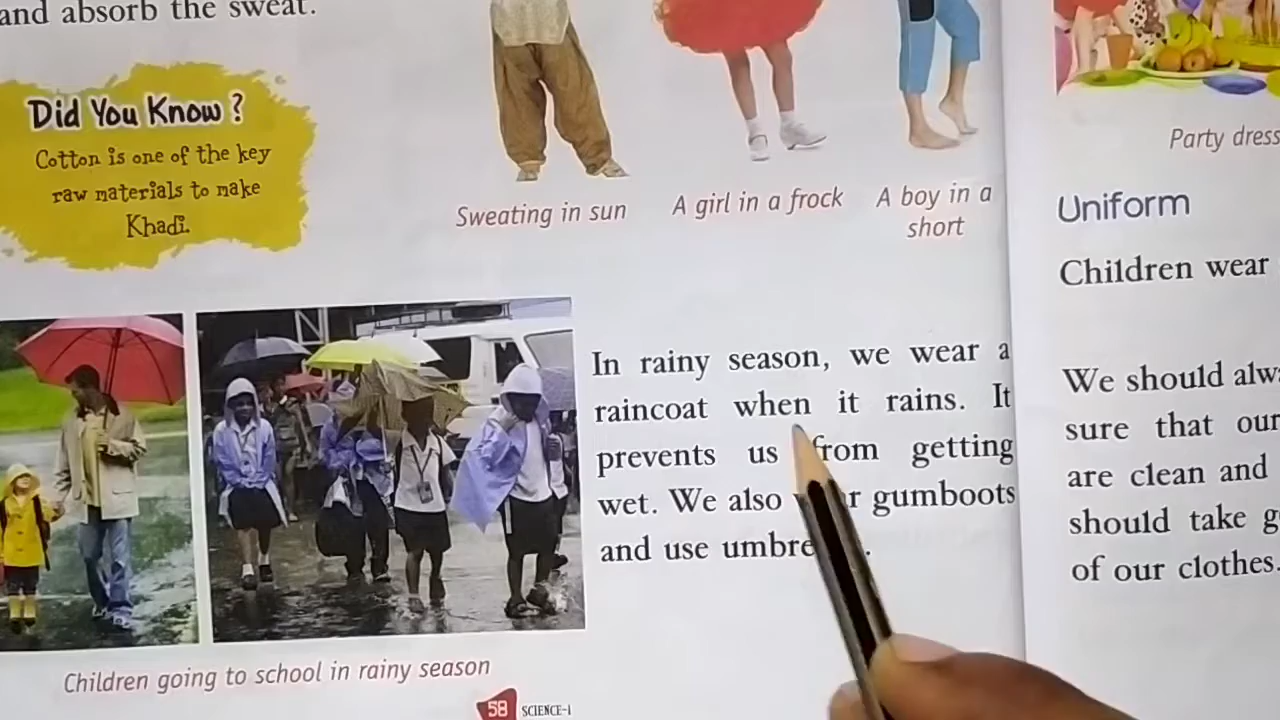 and absorb the sweat.
Did You Know ?
Cotton is one of the key
raw materials to make
Khadi.
Sweating in sun
A girl in a frock
A boy in a
short
In rainy season, we wear a
raincoat when it rains. It
prevents us from getting
wet. We also gumboots
and use
Children going to school in rainy season
58 SCIENCE-1
Party dress
Uniform
Children wear
We should
sure that our
are clean and
should take
of our clothes.